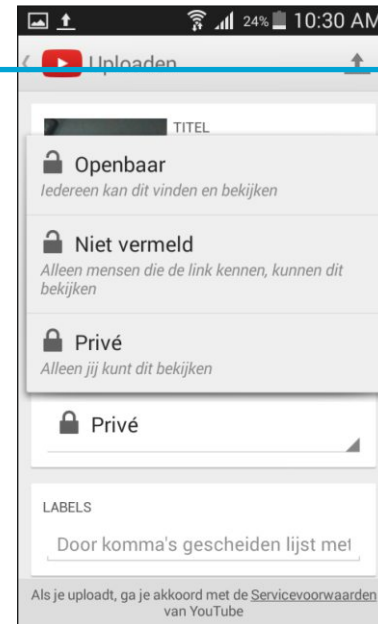 24% 10:30 AM
Uploaden
TITEL
Openbaar
Iedereen kan dit vinden en bekijken
Niet vermeld
Alleen mensen die de link kennen, kunnen dit
bekijken
Privé
Alleen jij kunt dit bekijken
Privé
LABELS
Door komma's gescheiden lijst met
Als je uploadt, ga je akkoord met de Servicevoorwaarden
van YouTube